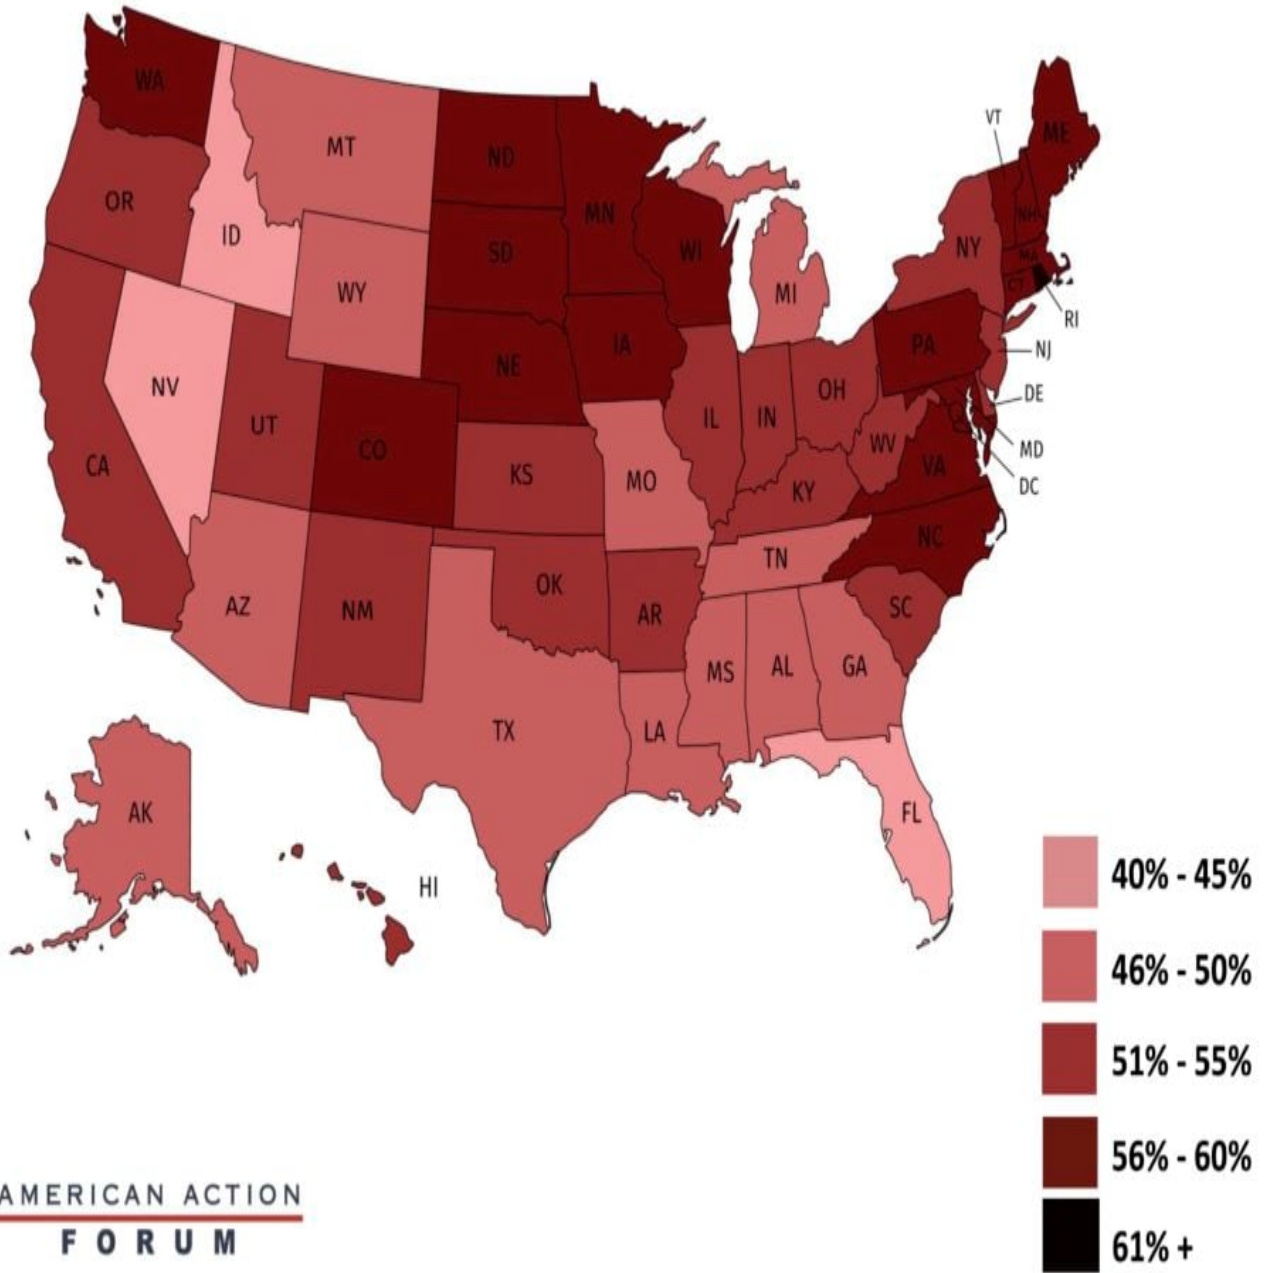 WA
MT
ND
MN
ME
VT
OR
ID
SD
WI
NH
NY
MA
WY
MI
CT
RI
NV
UT
CO
NE
IA
IL
IN
OH
PA
NJ
DE
MD
DC
CA
KS
MO
KY
WV
VA
AZ
NM
OK
AR
TN
NC
SC
TX
LA
MS
AL
GA
FL
AK
HI
40% - 45%
46% - 50%
51% - 55%
56% - 60%
61% +
AMERICAN ACTION
FORUM